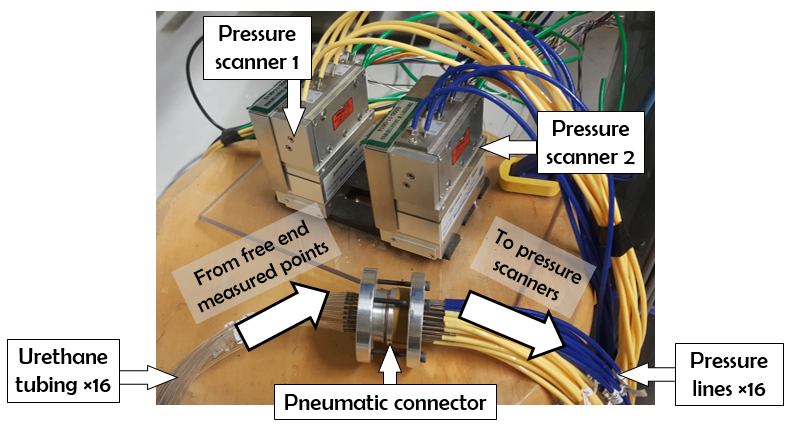 Pressure
scanner 1
Pressure
scanner 2
From free end
measured points
To pressure
scanners
Urethane
tubing ×16
Pneumatic connector
Pressure
lines ×16